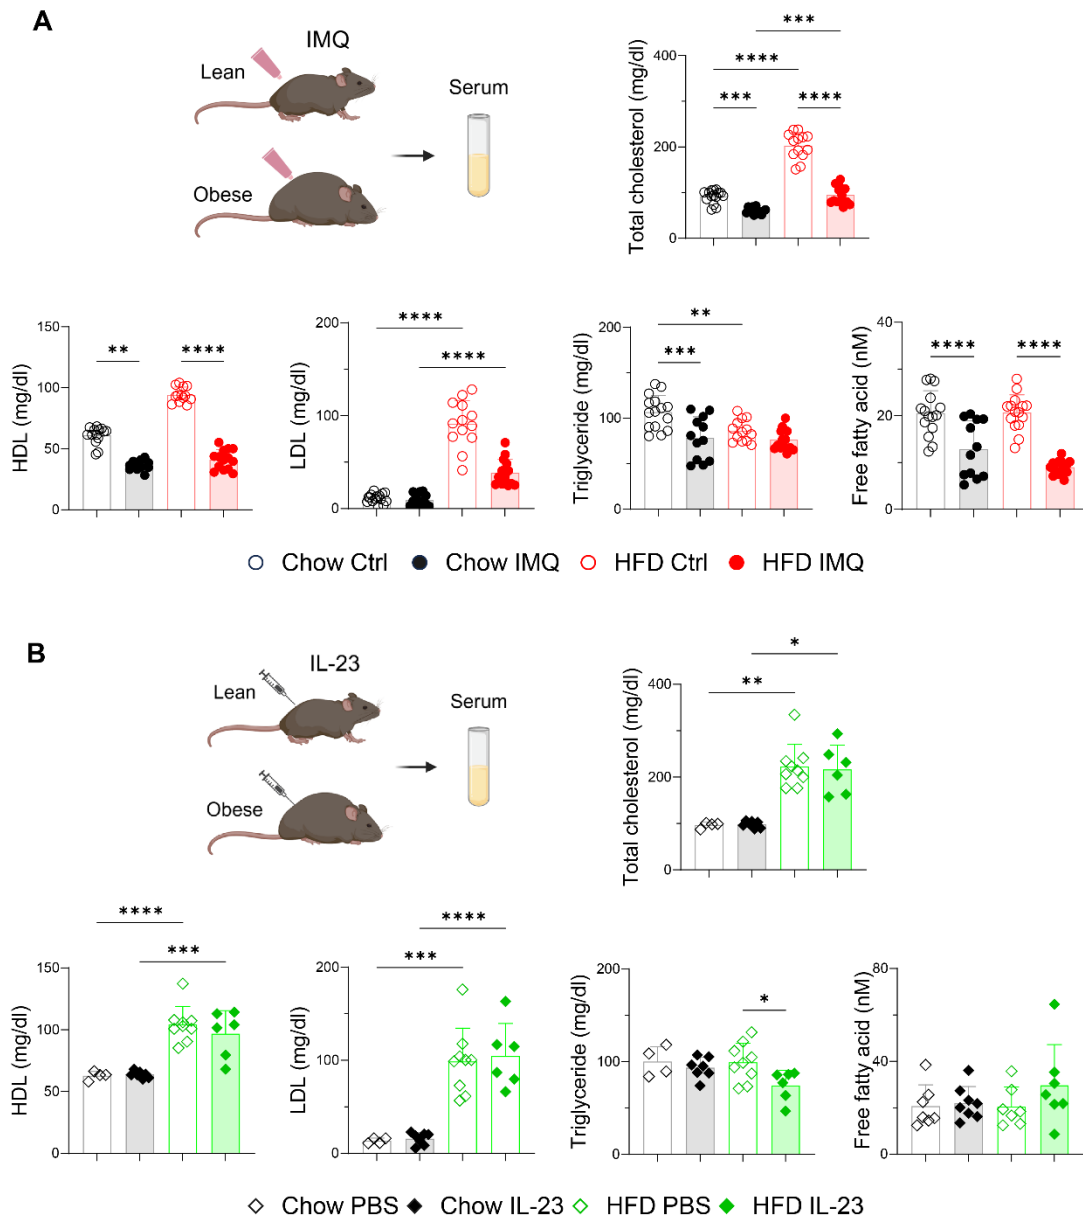 A
IMQ
Lean
Serum
Obese
Total cholesterol (mg/dl)
400
200
0
***
****
*** ****
HDL (mg/dl)
150
100
50
0
** ****
LDL (mg/dl)
200
100
0
****
****
Triglyceride (mg/dl)
200
100
0
**
***
Free fatty acid (nM)
40
20
0
**** ****
Chow Ctrl Chow IMQ HFD Ctrl HFD IMQ
B
IL-23
Lean
Serum
Obese
Total cholesterol (mg/dl)
400
200
0
*
**
HDL (mg/dl)
150
100
50
0
****
***
LDL (mg/dl)
200
100
0
****
***
Triglyceride (mg/dl)
200
100
0
*
Free fatty acid (nM)
80
40
0
Chow PBS Chow IL-23 HFD PBS HFD IL-23